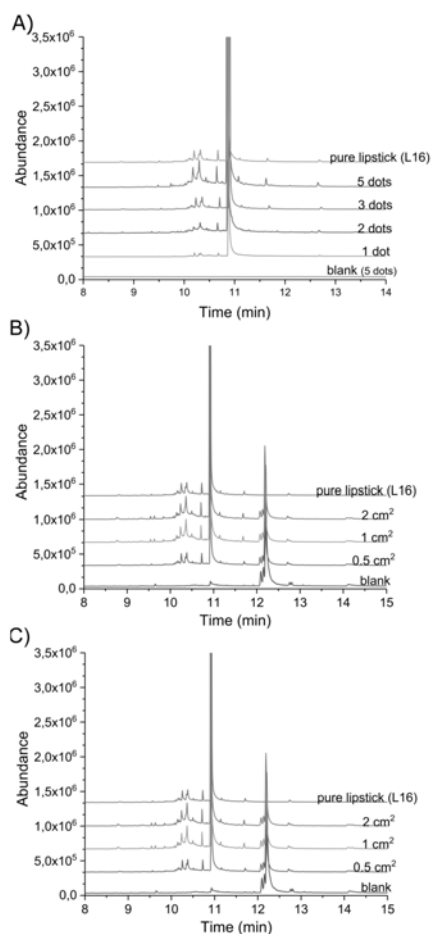 A)
3,5x10⁶
3,0x10⁶
2,5x10⁶
2,0x10⁶
1,5x10⁶
1,0x10⁶
5,0x10⁵
0,0
Abundance
pure lipstick (L16)
5 dots
3 dots
2 dots
1 dot
blank (5 dots)
8 9 10 11 12 13 14
Time (min)
B)
3,5x10⁶
3,0x10⁶
2,5x10⁶
2,0x10⁶
1,5x10⁶
1,0x10⁶
5,0x10⁵
0,0
Abundance
pure lipstick (L16)
2 cm²
1 cm²
0.5 cm²
blank
8 9 10 11 12 13 14 15
Time (min)
C)
3,5x10⁶
3,0x10⁶
2,5x10⁶
2,0x10⁶
1,5x10⁶
1,0x10⁶
5,0x10⁵
0,0
Abundance
pure lipstick (L16)
2 cm²
1 cm²
0.5 cm²
blank
8 9 10 11 12 13 14 15
Time (min)